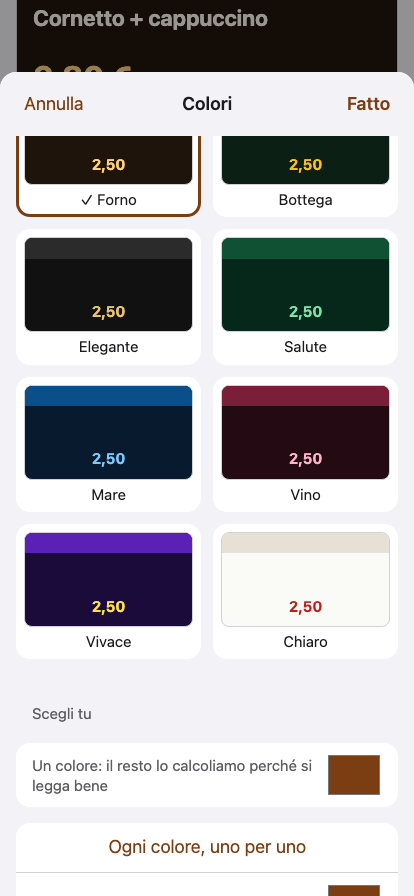 Cornetto + cappuccino
Annulla
Colori
Fatto
2,50
2,50
✓ Forno
Bottega
2,50
2,50
Elegante
Salute
2,50
2,50
Mare
Vino
2,50
2,50
Vivace
Chiaro
Scegli tu
Un colore: il resto lo calcoliamo perché si
legga bene
Ogni colore, uno per uno